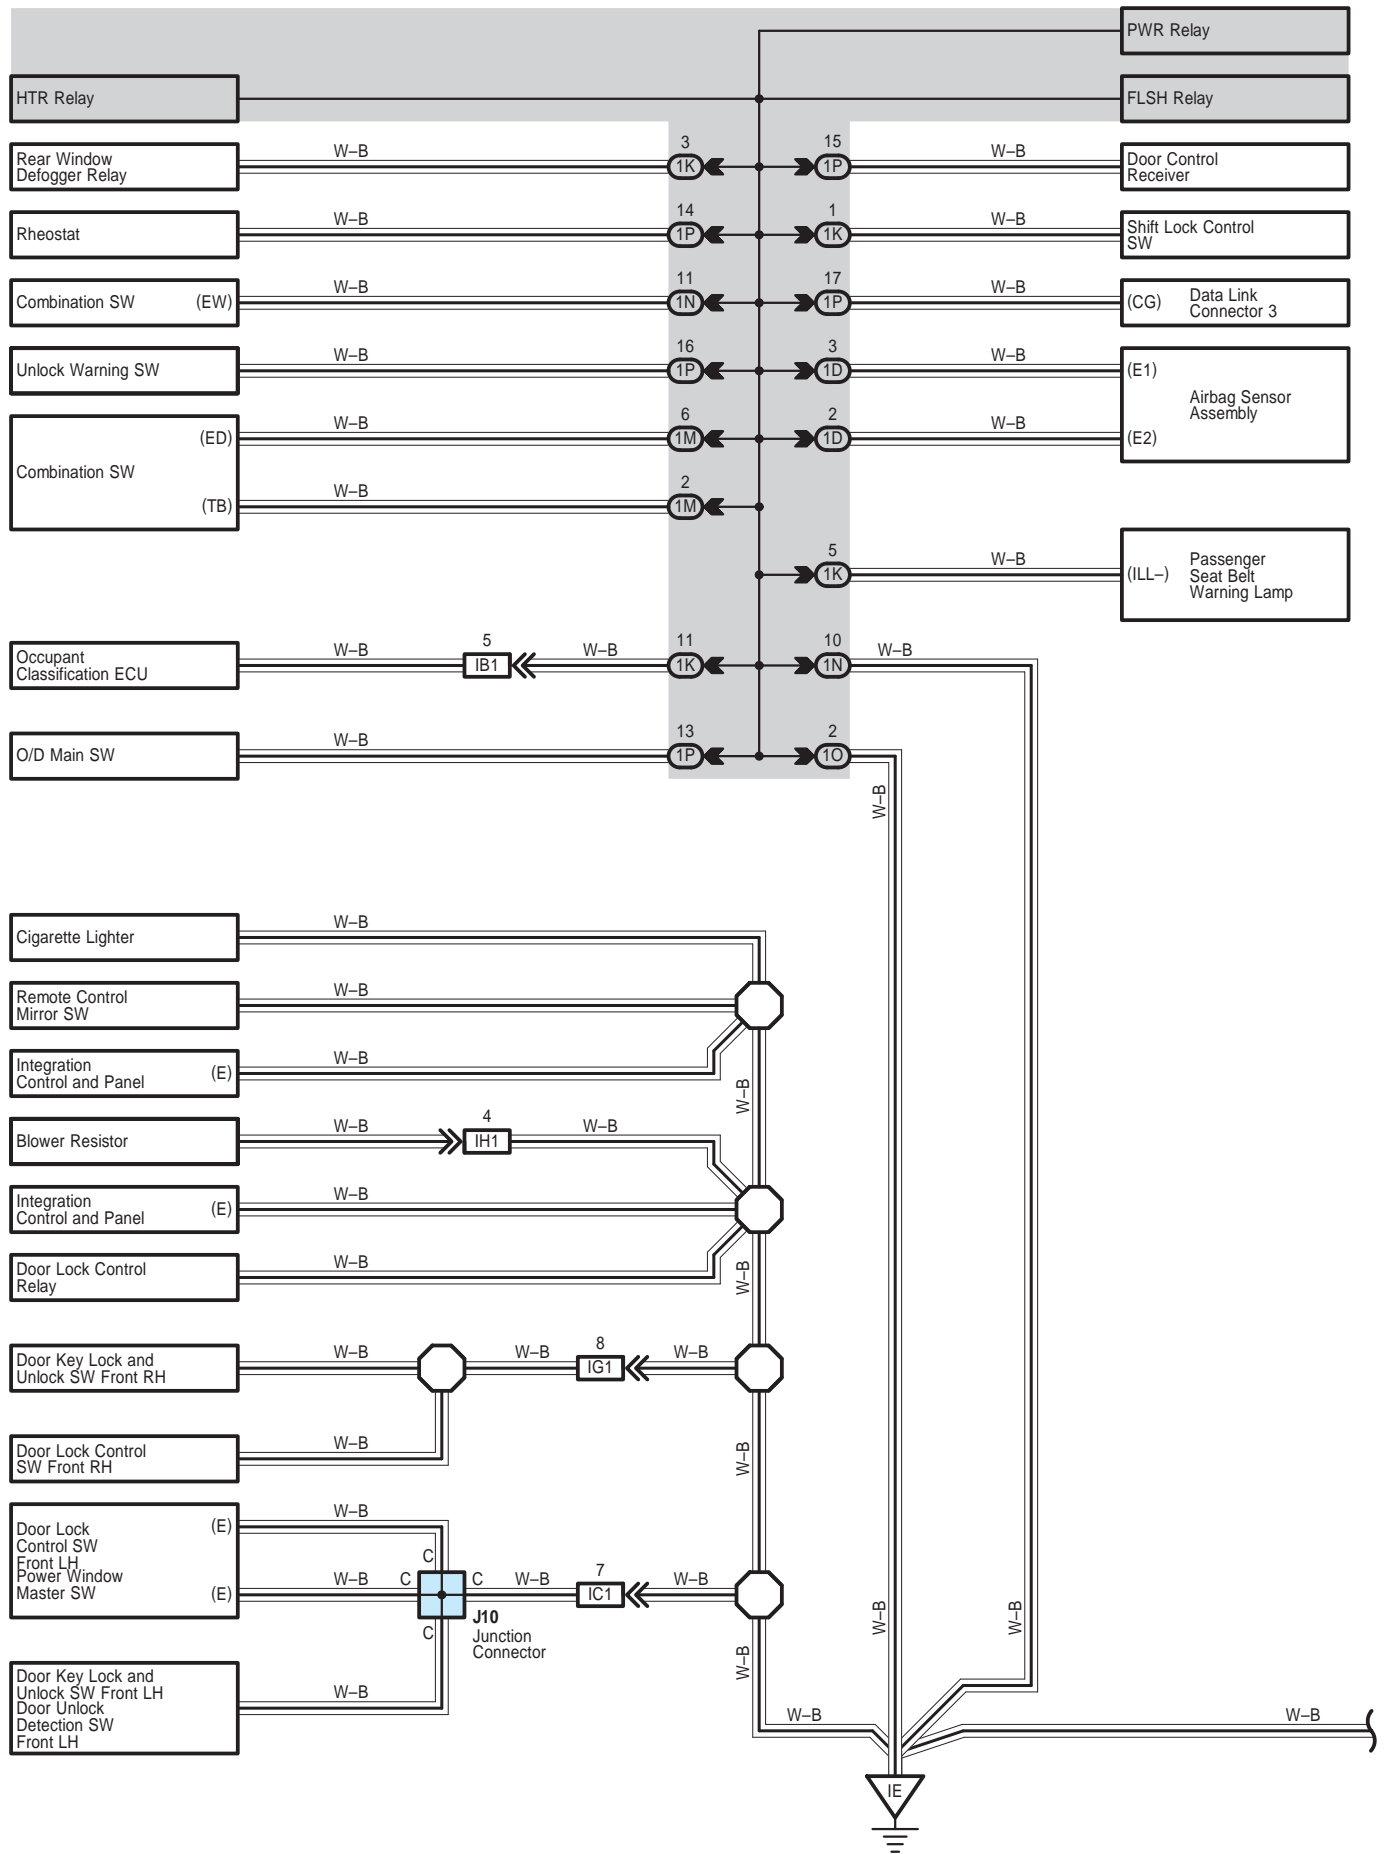 PWR Relay
HTR Relay
FLSH Relay
3
15
W–B
W–B
Rear Window
Defogger Relay
1K
1P
Door Control
Receiver
14
1
W–B
W–B
Rheostat
1P
1K
Shift Lock Control
SW
11
17
W–B
W–B
Combination SW (EW)
1N
1P
(CG) Data Link
Connector 3
16
3
W–B
W–B
Unlock Warning SW
1P
1D
(E1)
Airbag Sensor
Assembly
6
2
W–B
W–B
(ED)
1M
1D
(E2)
Combination SW
2
W–B
(TB)
1M
5
W–B
1K
(ILL–) Passenger
Seat Belt
Warning Lamp
5
11
10
W–B
W–B
W–B
Occupant
Classification ECU
IB1
1K
1N
13
2
W–B
O/D Main SW
1P
1O
W–B
W–B
Cigarette Lighter
W–B
Remote Control
Mirror SW
W–B
Integration
Control and Panel (E)
W–B
4
W–B
W–B
Blower Resistor
IH1
W–B
Integration
Control and Panel (E)
W–B
Door Lock Control
Relay
W–B
8
W–B
W–B
W–B
Door Key Lock and
Unlock SW Front RH
IG1
W–B
Door Lock Control
SW Front RH
W–B
W–B
Door Lock
Control SW
Front LH
(E)
C
7
Power Window
Master SW
(E)
W–B
C
C
W–B
IC1
W–B
W–B
W–B
J10
Junction
Connector
C
W–B
Door Key Lock and
Unlock SW Front LH
Door Unlock
Detection SW
Front LH
W–B
W–B
W–B
IE